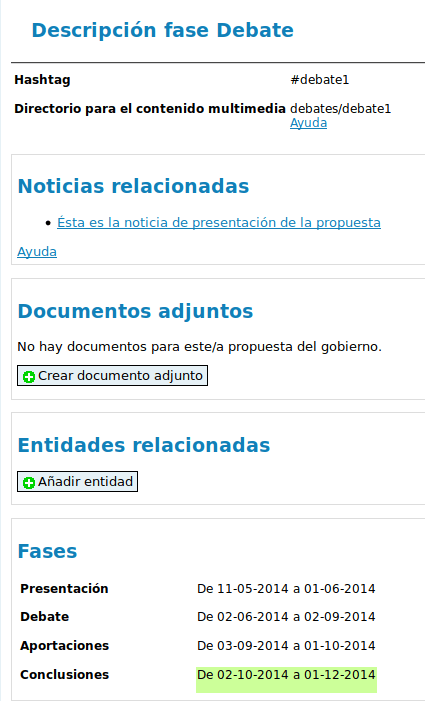 Descripción fase Debate
Hashtag #debate1
Directorio para el contenido multimedia debates/debate1
Ayuda
Noticias relacionadas
Ésta es la noticia de presentación de la propuesta
Ayuda
Documentos adjuntos
No hay documentos para este/a propuesta del gobierno.
Crear documento adjunto
Entidades relacionadas
Añadir entidad
Fases
Presentación De 11-05-2014 a 01-06-2014
Debate De 02-06-2014 a 02-09-2014
Aportaciones De 03-09-2014 a 01-10-2014
Conclusiones De 02-10-2014 a 01-12-2014